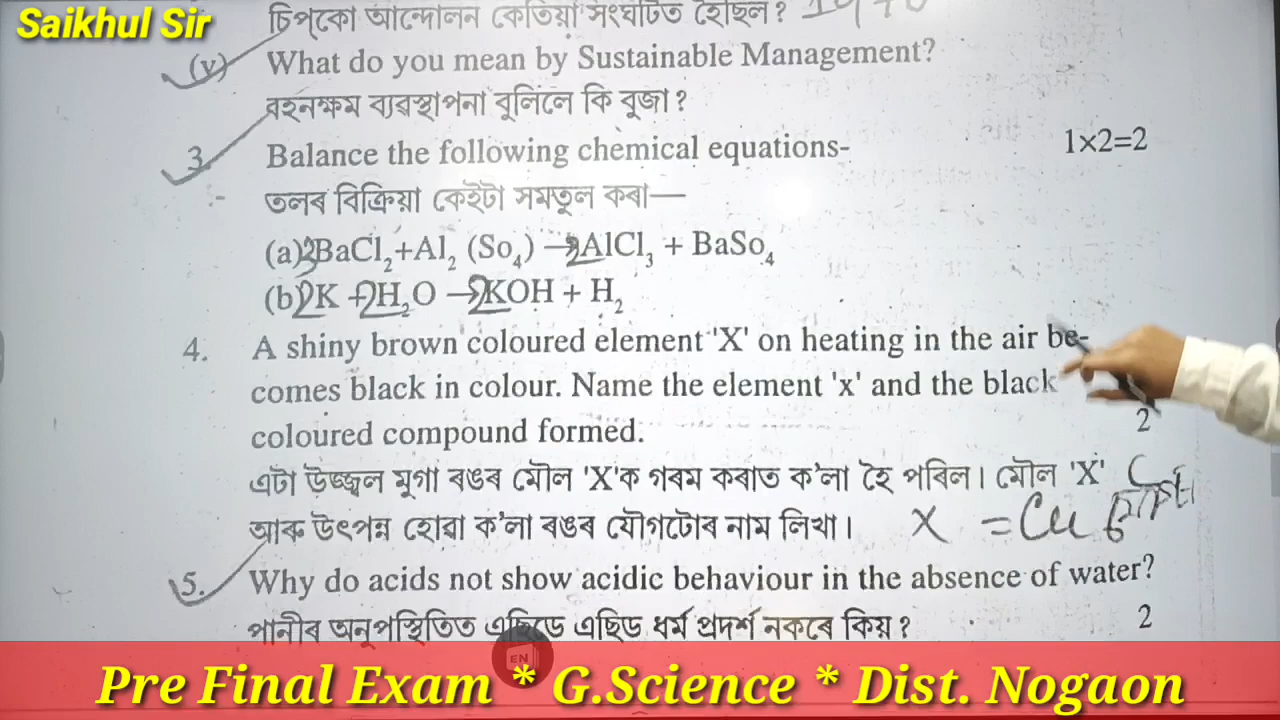 Saikhul Sir
চিপ্‌কো আন্দোলন কেতিয়া সংঘটিত হৈছিল?
(v) What do you mean by Sustainable Management?
বহনক্ষম ব্যৱস্থাপনা বুলিলে কি বুজা?
3. Balance the following chemical equations- 1×2=2
তলৰ বিক্ৰিয়া কেইটা সমতুল কৰা—
(a) 3BaCl₂+Al₂ (So₄) → 2AlCl₃ + BaSo₄
(b) 2K + 2H₂O → 2KOH + H₂
4. A shiny brown coloured element 'X' on heating in the air be-
comes black in colour. Name the element 'x' and the black
coloured compound formed. 2
এটা উজ্জ্বল মুগা ৰঙৰ মৌল 'X'ক গৰম কৰাত ক'লা হৈ পৰিল। মৌল 'X'
আৰু উৎপন্ন হোৱা ক'লা ৰঙৰ যৌগটোৰ নাম লিখা। X = Cu
5. Why do acids not show acidic behaviour in the absence of water?
পানীৰ অনুপস্থিতিত এছিডে এছিড ধৰ্ম প্ৰদৰ্শ নকৰে কিয়? 2
EN
Pre Final Exam * G.Science * Dist. Nogaon